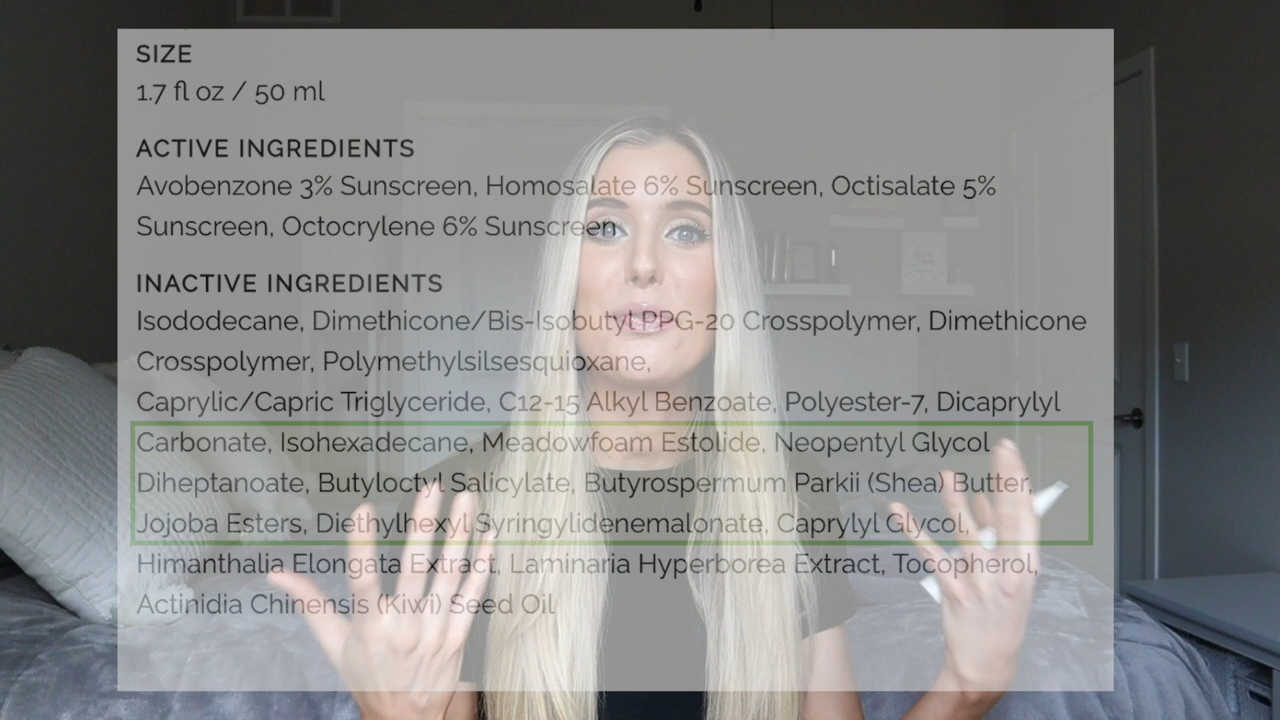 SIZE
1.7 fl oz / 50 ml
ACTIVE INGREDIENTS
Avobenzone 3% Sunscreen, Homosalate 6% Sunscreen, Octisalate 5%
Sunscreen, Octocrylene 6% Sunscreen
INACTIVE INGREDIENTS
Isododecane, Dimethicone/Bis-Isobutyl PPG-20 Crosspolymer, Dimethicone
Crosspolymer, Polymethylsilsesquioxane,
Caprylic/Capric Triglyceride, C12-15 Alkyl Benzoate, Polyester-7, Dicaprylyl
Carbonate, Isohexadecane, Meadowfoam Estolide, Neopentyl Glycol
Diheptanoate, Butyloctyl Salicylate, Butyrospermum Parkii (Shea) Butter,
Jojoba Esters, Diethylhexyl Syringylidenemalonate, Caprylyl Glycol,
Himanthalia Elongata Extract, Laminaria Hyperborea Extract, Tocopherol,
Actinidia Chinensis (Kiwi) Seed Oil